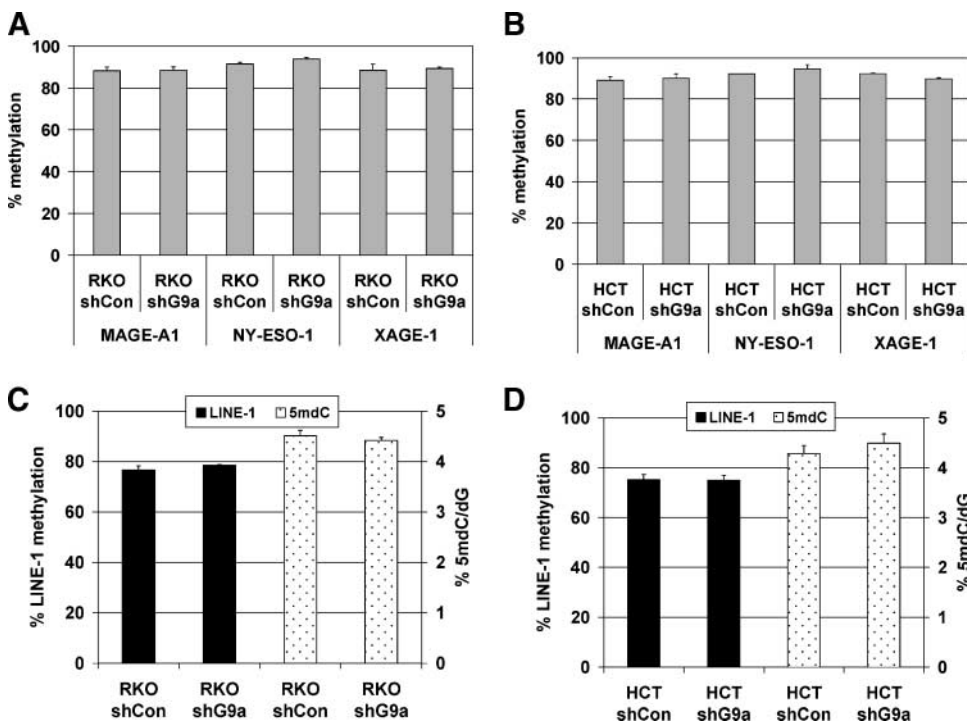 A
% methylation
100
80
60
40
20
0
RKO shCon
RKO shG9a
RKO shCon
RKO shG9a
RKO shCon
RKO shG9a
MAGE-A1
NY-ESO-1
XAGE-1
B
% methylation
100
80
60
40
20
0
HCT shCon
HCT shG9a
HCT shCon
HCT shG9a
HCT shCon
HCT shG9a
MAGE-A1
NY-ESO-1
XAGE-1
C
LINE-1
5mdC
% LINE-1 methylation
100
80
60
40
20
0
% 5mdC/dG
5
4
3
2
1
0
RKO shCon
RKO shG9a
RKO shCon
RKO shG9a
D
LINE-1
5mdC
% LINE-1 methylation
100
80
60
40
20
0
% 5mdC/dG
5
4
3
2
1
0
HCT shCon
HCT shG9a
HCT shCon
HCT shG9a